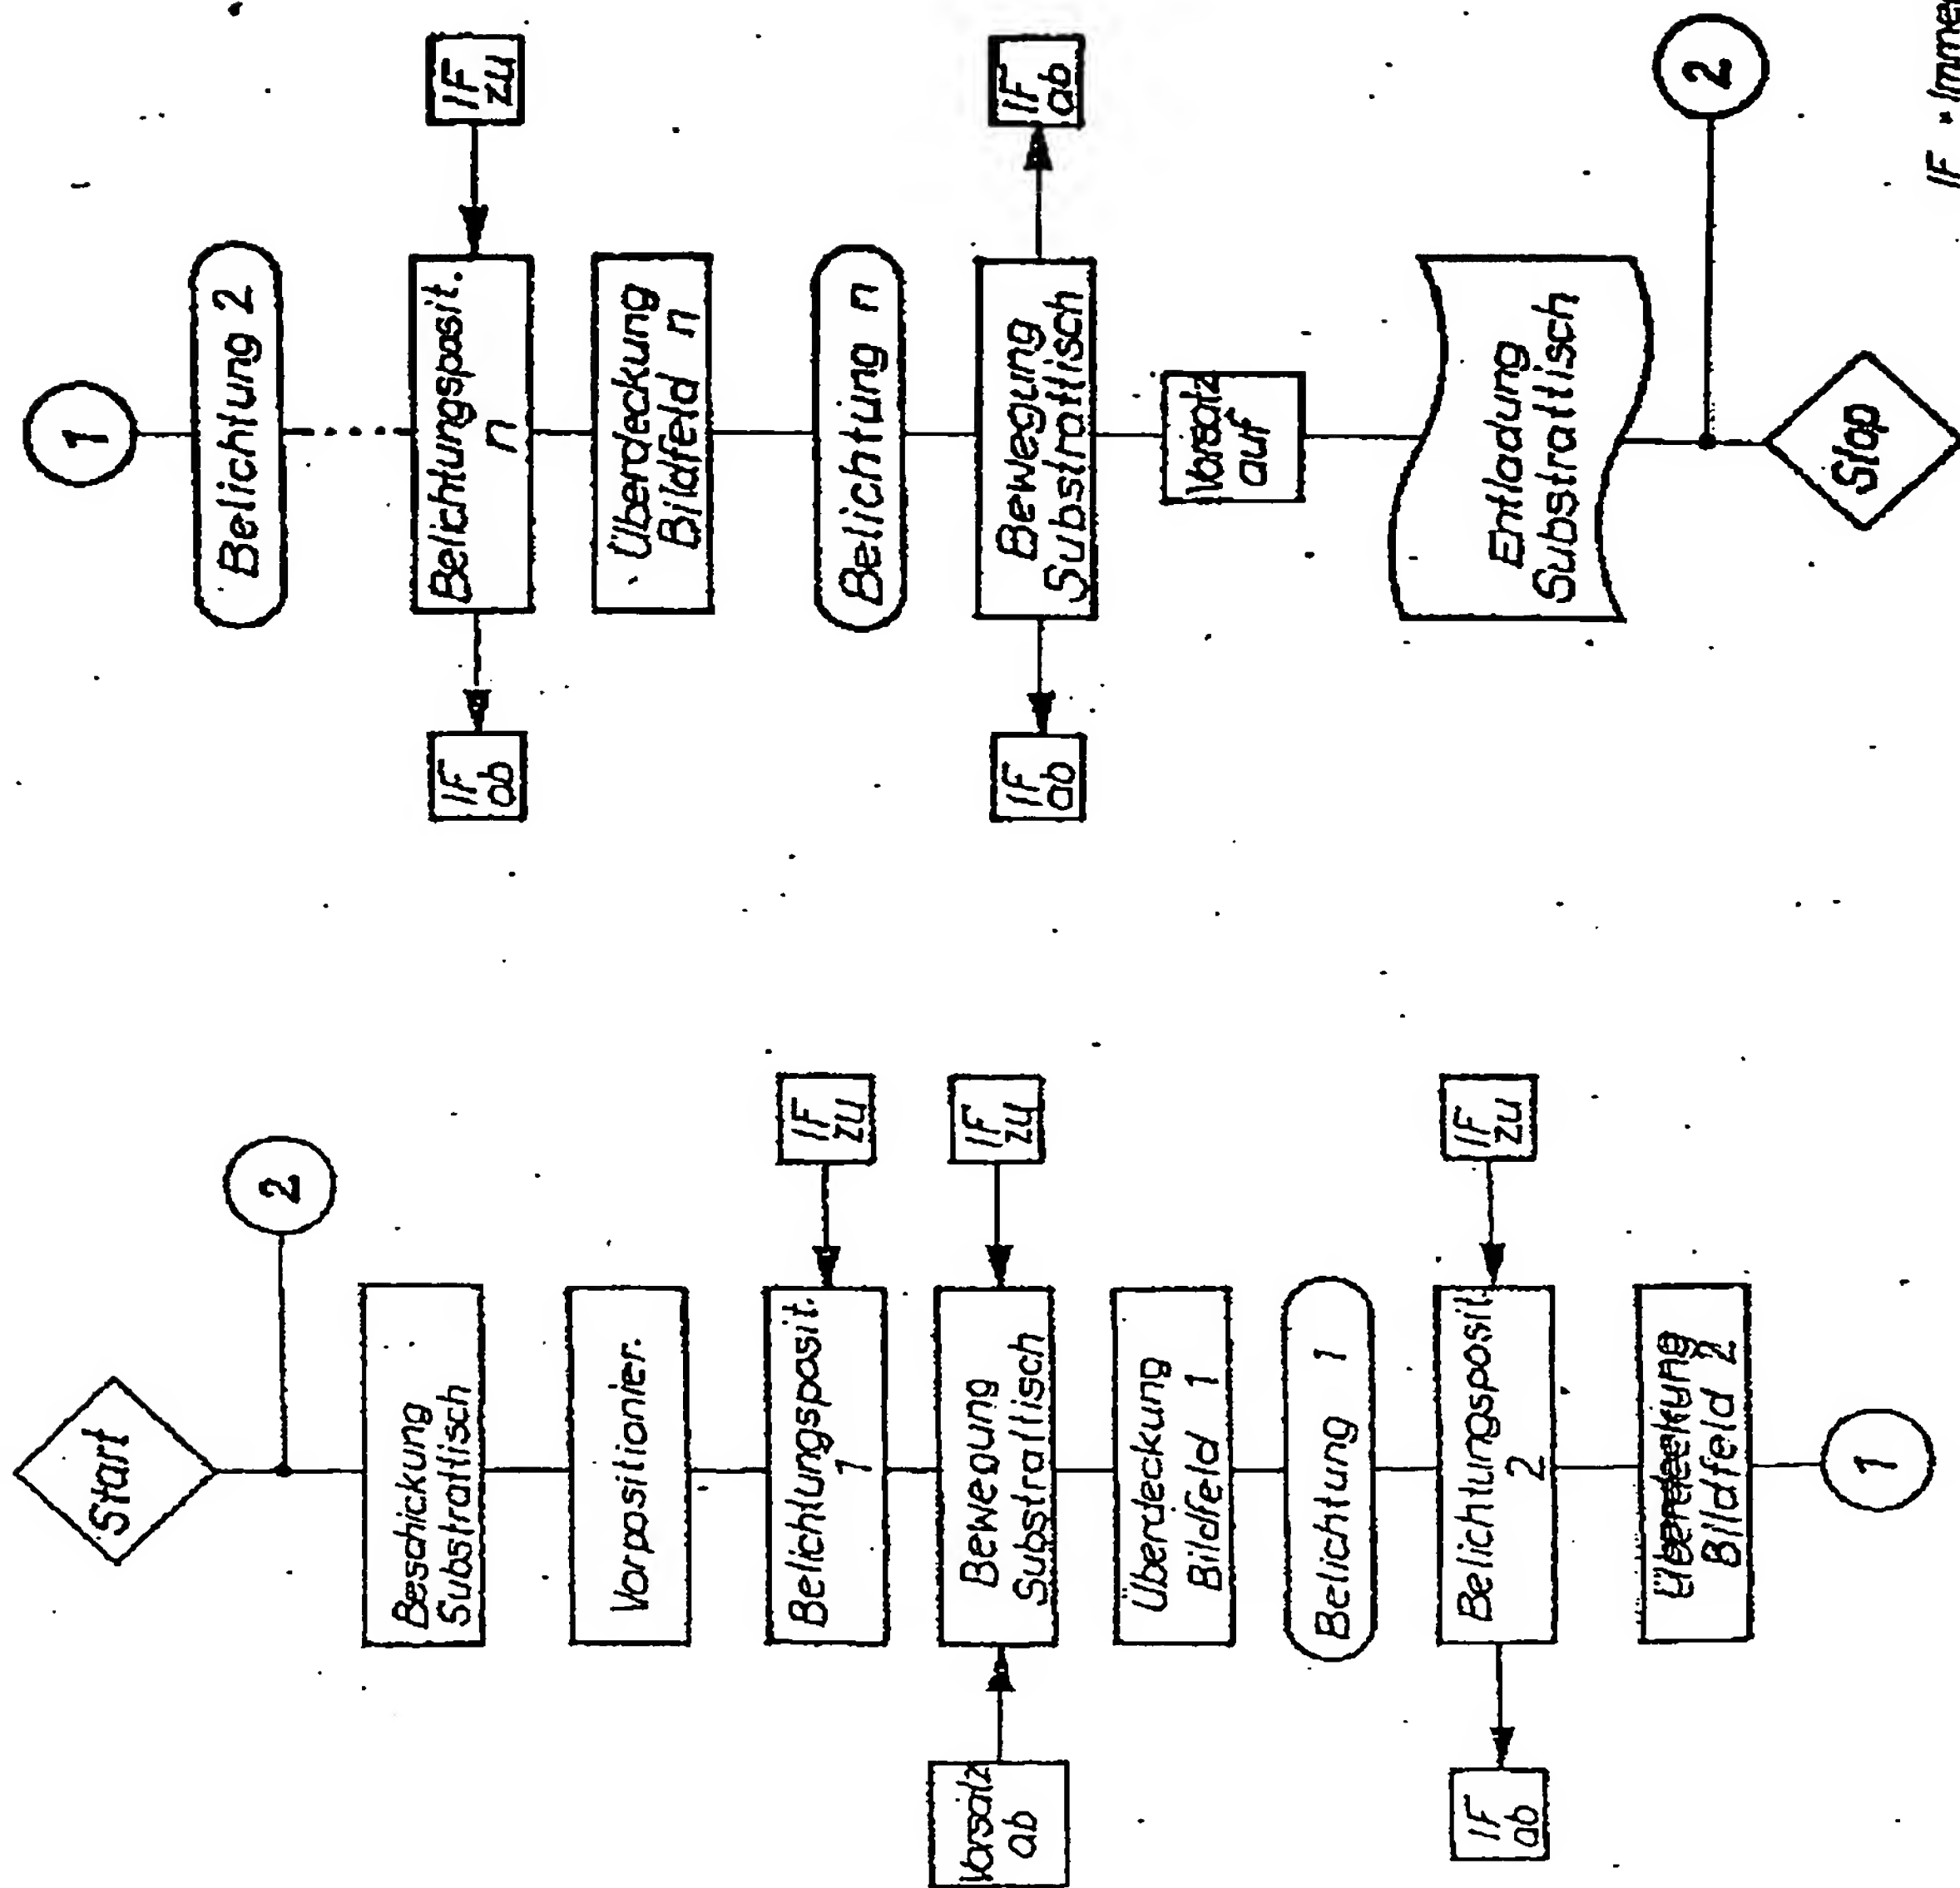 Start
2
Beschickung
Substrattisch
Vorpositionier.
Belichtungsposit.
1
IF
zu
Vorsatz
ab
Bewegung
Substrattisch
IF
zu
Überdeckung
Bildfeld 1
Belichtung 1
IF
ab
Belichtungsposit.
2
IF
zu
Überdeckung
Bildfeld 2
1
1
Belichtung 2
IF
ab
Belichtungsposit.
n
IF
zu
Überdeckung
Bildfeld n
Belichtung n
IF
ab
Bewegung
Substrattisch
IF
ab
Vorsatz
auf
Entladung
Substrattisch
2
Stop
IF